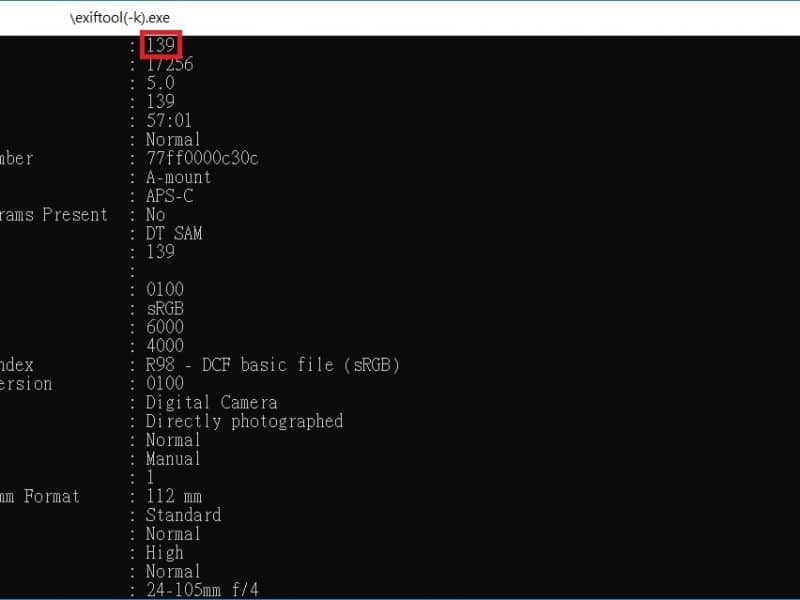 \exiftool(-k).exe
: 139
: 17256
: 5.0
: 139
: 57:01
: Normal
mber : 77ff0000c30c
: A-mount
: APS-C
rams Present : No
: DT SAM
: 139
:
: 0100
: sRGB
: 6000
: 4000
ndex : R98 - DCF basic file (sRGB)
ersion : 0100
: Digital Camera
: Directly photographed
: Normal
: Manual
: 1
mm Format : 112 mm
: Standard
: Normal
: High
: Normal
: 24-105mm f/4